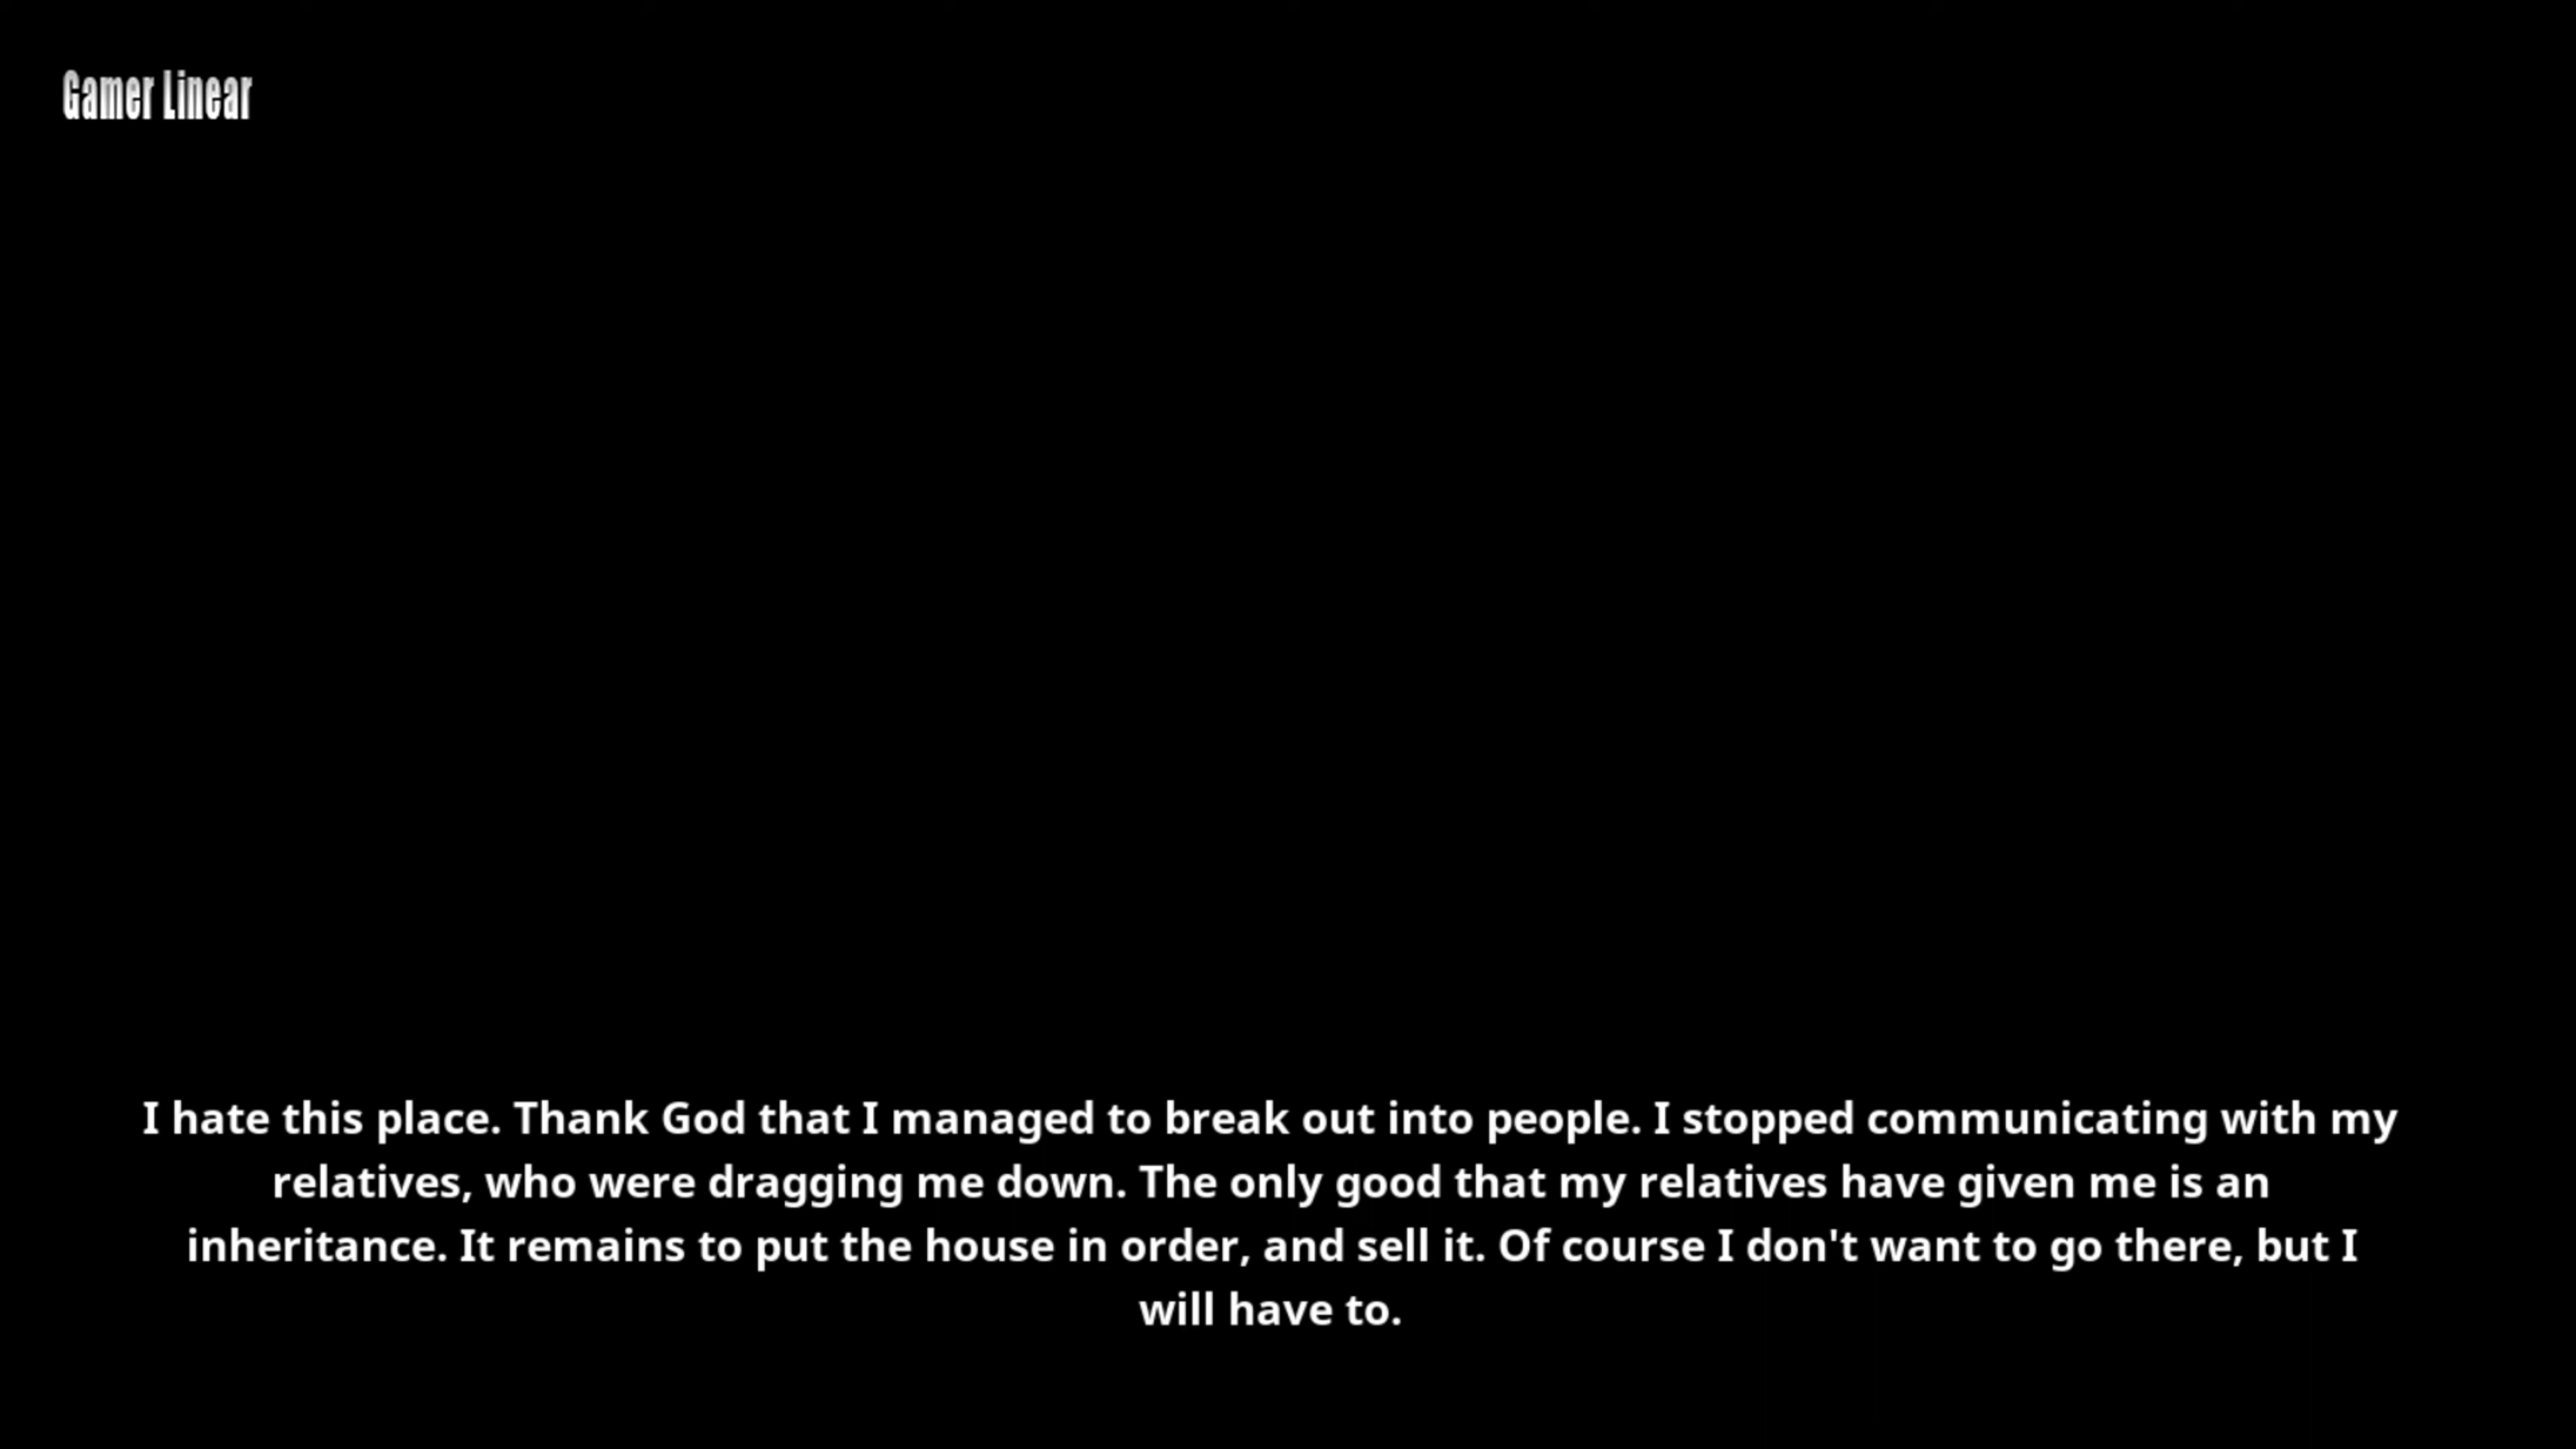 Gamer Linear
I hate this place. Thank God that I managed to break out into people. I stopped communicating with my
relatives, who were dragging me down. The only good that my relatives have given me is an
inheritance. It remains to put the house in order, and sell it. Of course I don't want to go there, but I
will have to.